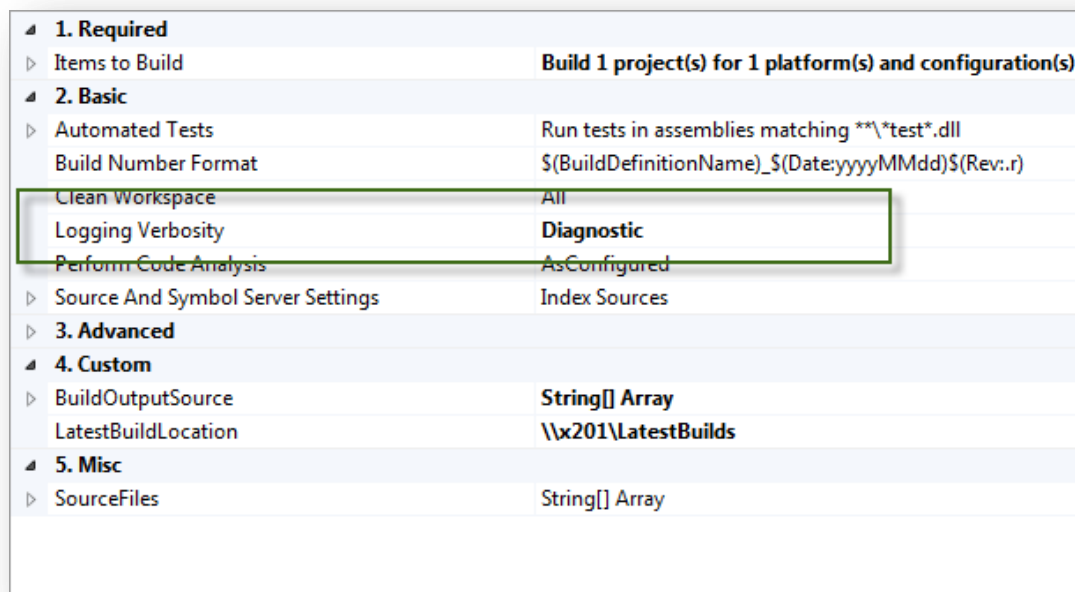 1. Required
Items to Build Build 1 project(s) for 1 platform(s) and configuration(s)
2. Basic
Automated Tests Run tests in assemblies matching **\*test*.dll
Build Number Format $(BuildDefinitionName)_$(Date:yyyyMMdd)$(Rev:.r)
Clean Workspace All
Logging Verbosity Diagnostic
Perform Code Analysis AsConfigured
Source And Symbol Server Settings Index Sources
3. Advanced
4. Custom
BuildOutputSource String[] Array
LatestBuildLocation \\x201\LatestBuilds
5. Misc
SourceFiles String[] Array